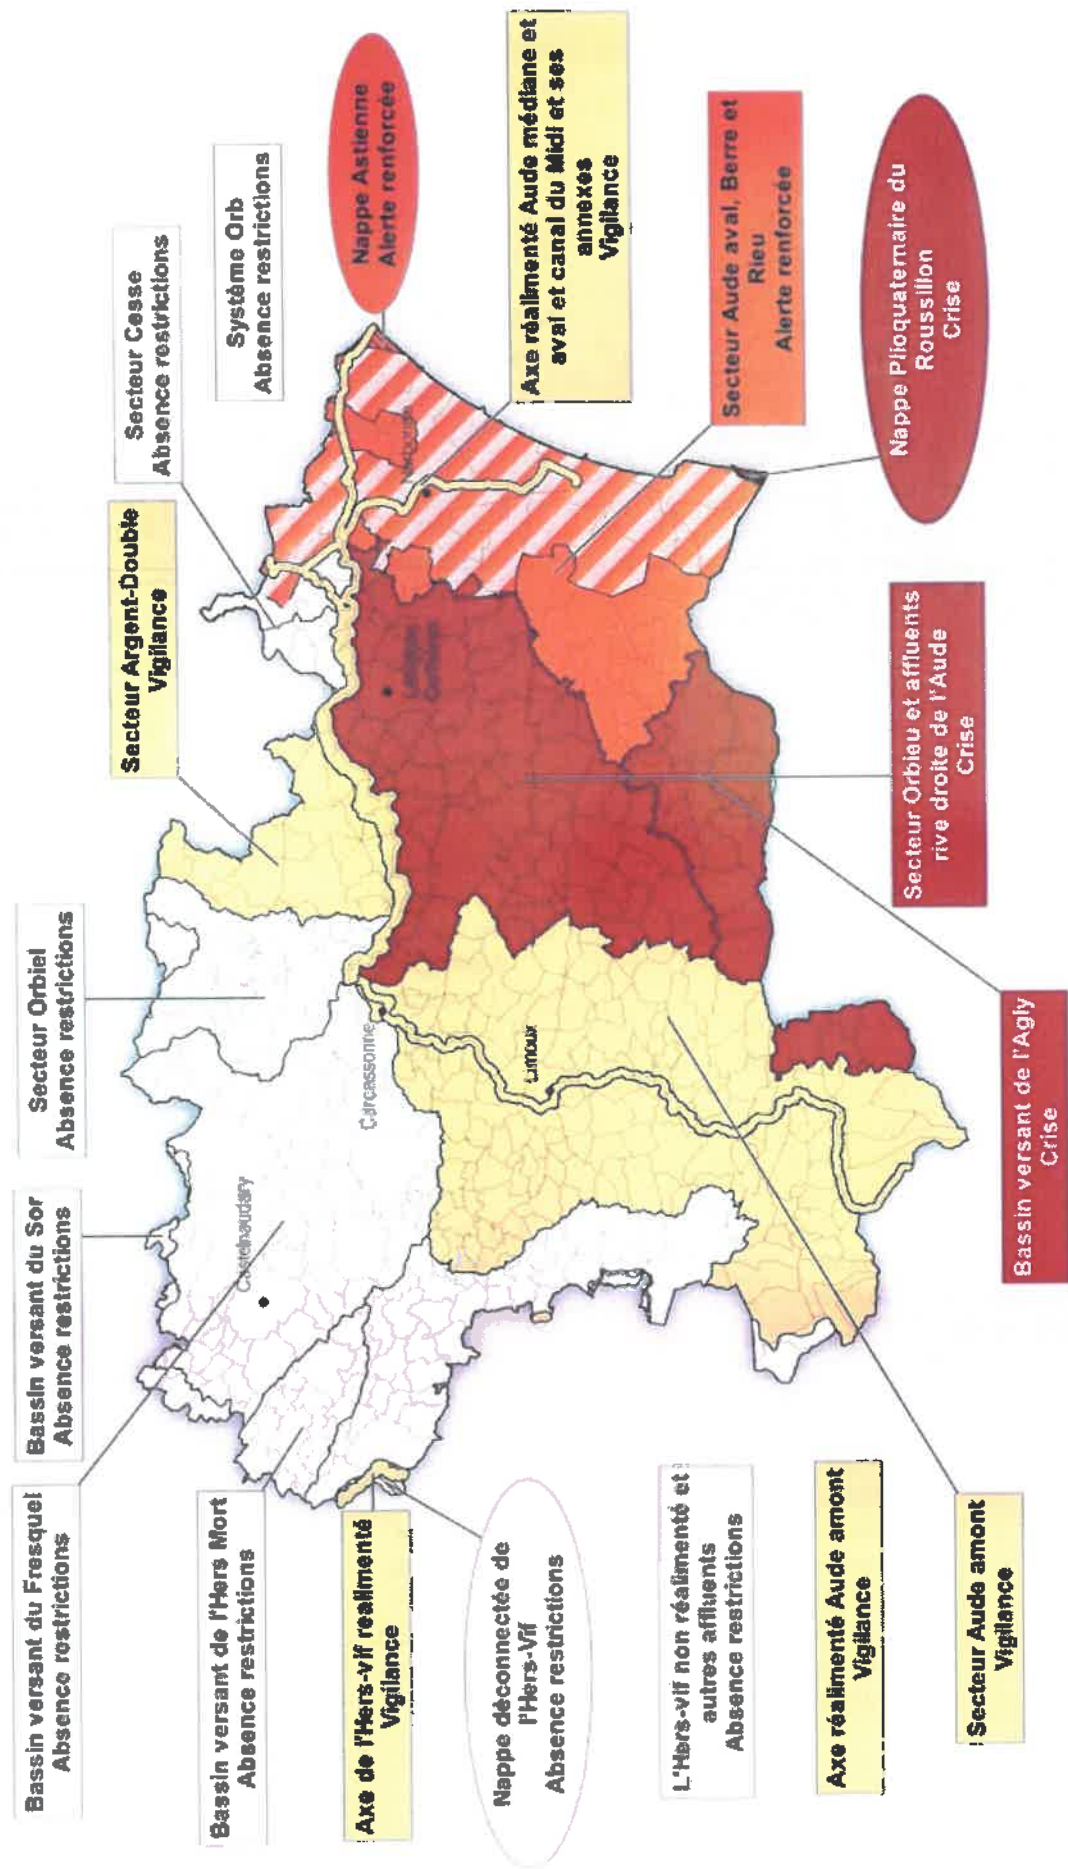 Bassin versant du Fresquel
Absence restrictions
Bassin versant du Sor
Absence restrictions
Secteur Orbiel
Absence restrictions
Secteur Argent-Double
Vigilance
Secteur Cesse
Absence restrictions
Système Orb
Absence restrictions
Nappe Astienne
Alerte renforcée
Axe réalimenté Aude médiane et
aval et canal du Midi et ses
annexes
Vigilance
Secteur Aude aval, Berre et
Rieu
Alerte renforcée
Nappe Plioquaternaire du
Roussillon
Crise
Secteur Orbieu et affluents
rive droite de l'Aude
Crise
Bassin versant de l'Agly
Crise
Secteur Aude amont
Vigilance
Axe réalimenté Aude amont
Vigilance
L'Hers-vif non réalimenté et
autres affluents
Absence restrictions
Nappe déconnectée de
l'Hers-Vif
Absence restrictions
Axe de l'Hers-vif realimenté
Vigilance
Bassin versant de l'Hers Mort
Absence restrictions
Castelnaudary
Carcassonne
Limoux